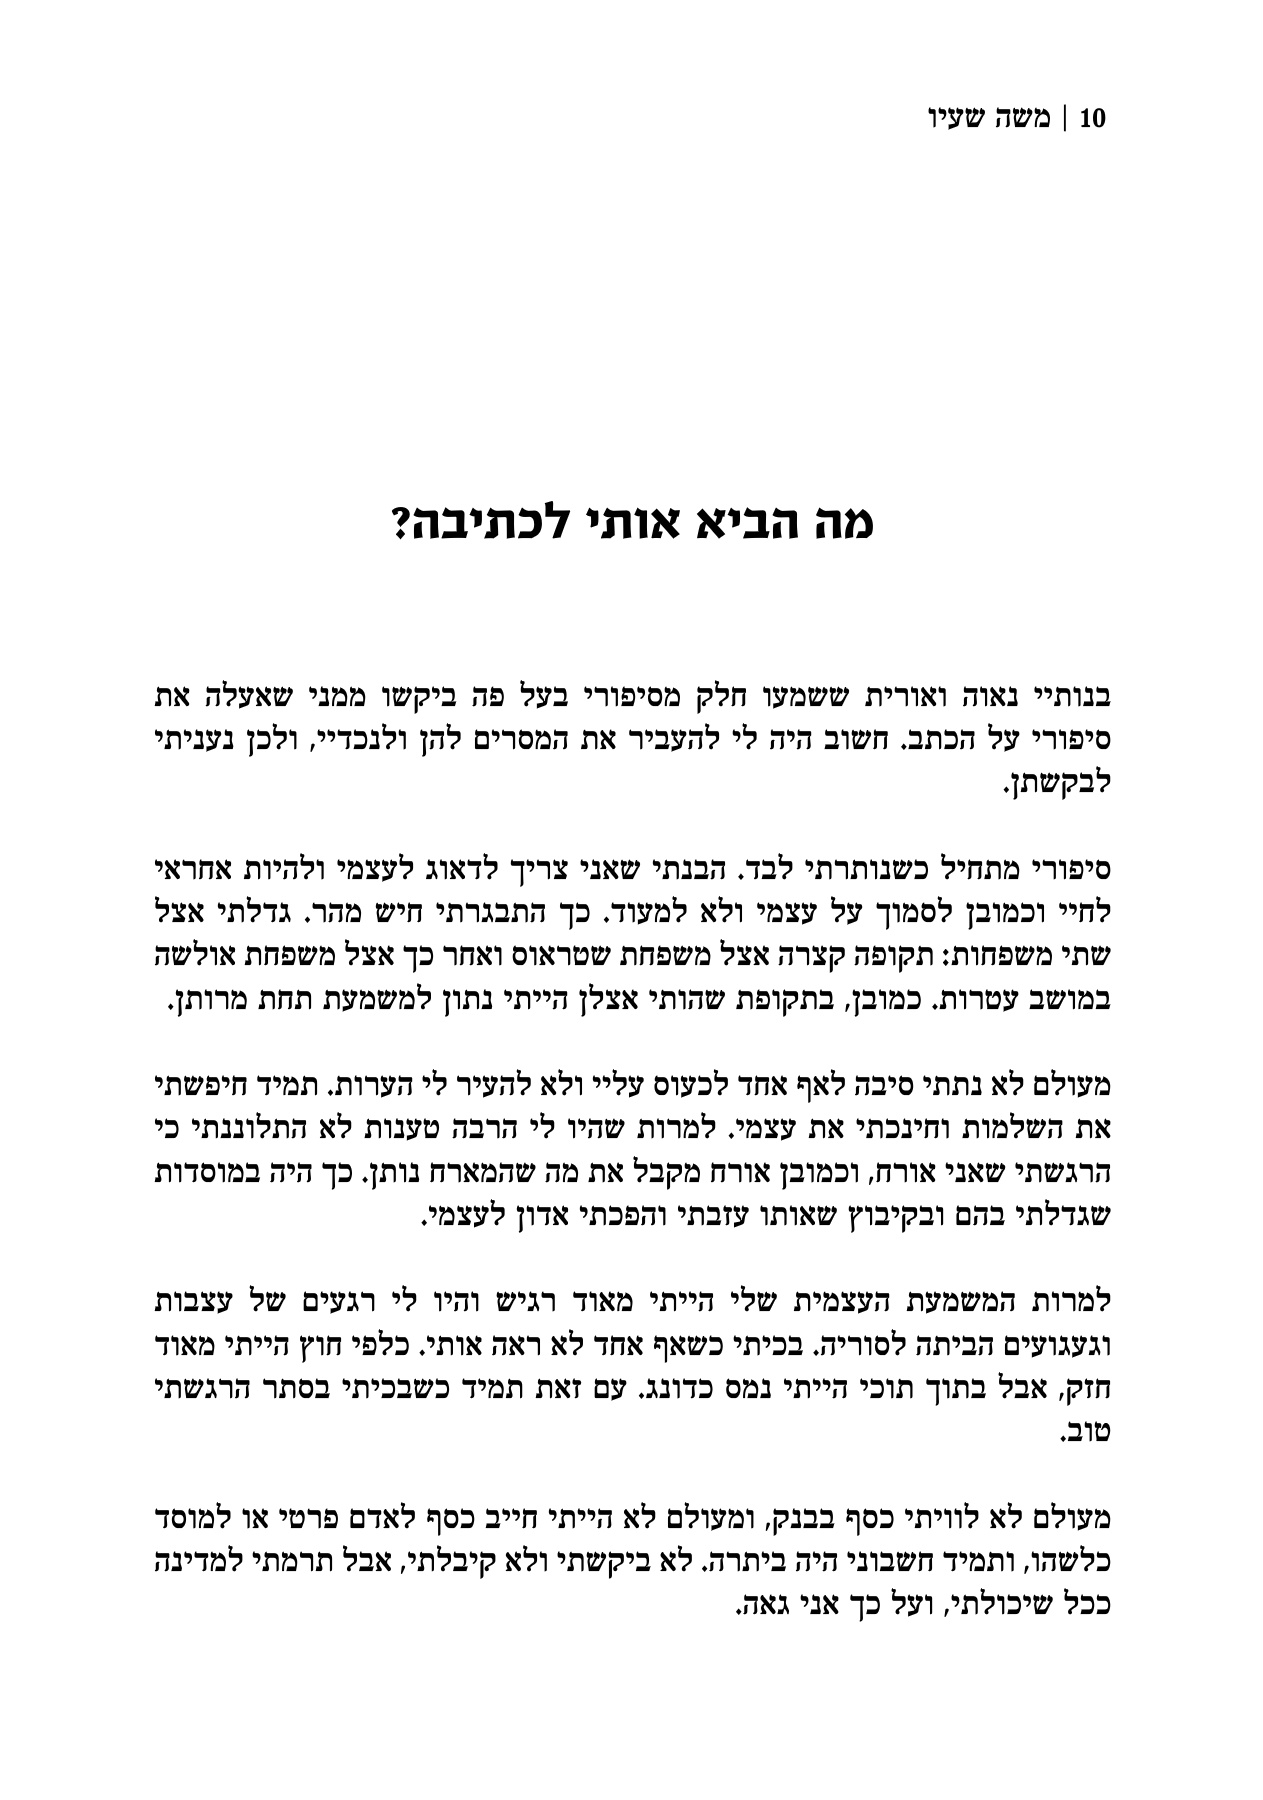 10 | משה שעיו
מה הביא אותי לכתיבה?
בנותיי נאוה ואורית ששמעו חלק מסיפורי בעל פה ביקשו ממני שאעלה את
סיפורי על הכתב. חשוב היה לי להעביר את המסרים להן ולנכדיי, ולכן נעניתי
לבקשתן.
סיפורי מתחיל כשנותרתי לבד. הבנתי שאני צריך לדאוג לעצמי ולהיות אחראי
לחיי וכמובן לסמוך על עצמי ולא למעוד. כך התבגרתי חיש מהר. גדלתי אצל
שתי משפחות: תקופה קצרה אצל משפחת שטראוס ואחר כך אצל משפחת אולשה
במושב עטרות. כמובן, בתקופת שהותי אצלן הייתי נתון למשמעת תחת מרותן.
מעולם לא נתתי סיבה לאף אחד לכעוס עליי ולא להעיר לי הערות. תמיד חיפשתי
את השלמות וחינכתי את עצמי. למרות שהיו לי הרבה טענות לא התלוננתי כי
הרגשתי שאני אורח, וכמובן אורח מקבל את מה שהמארח נותן. כך היה במוסדות
שגדלתי בהם ובקיבוץ שאותו עזבתי והפכתי אדון לעצמי.
למרות המשמעת העצמית שלי הייתי מאוד רגיש והיו לי רגעים של עצבות
וגעגועים הביתה לסוריה. בכיתי כשאף אחד לא ראה אותי. כלפי חוץ הייתי מאוד
חזק, אבל בתוך תוכי הייתי נמס כדונג. עם זאת תמיד כשבכיתי בסתר הרגשתי
טוב.
מעולם לא לוויתי כסף בבנק, ומעולם לא הייתי חייב כסף לאדם פרטי או למוסד
כלשהו, ותמיד חשבוני היה ביתרה. לא ביקשתי ולא קיבלתי, אבל תרמתי למדינה
ככל שיכולתי, ועל כך אני גאה.